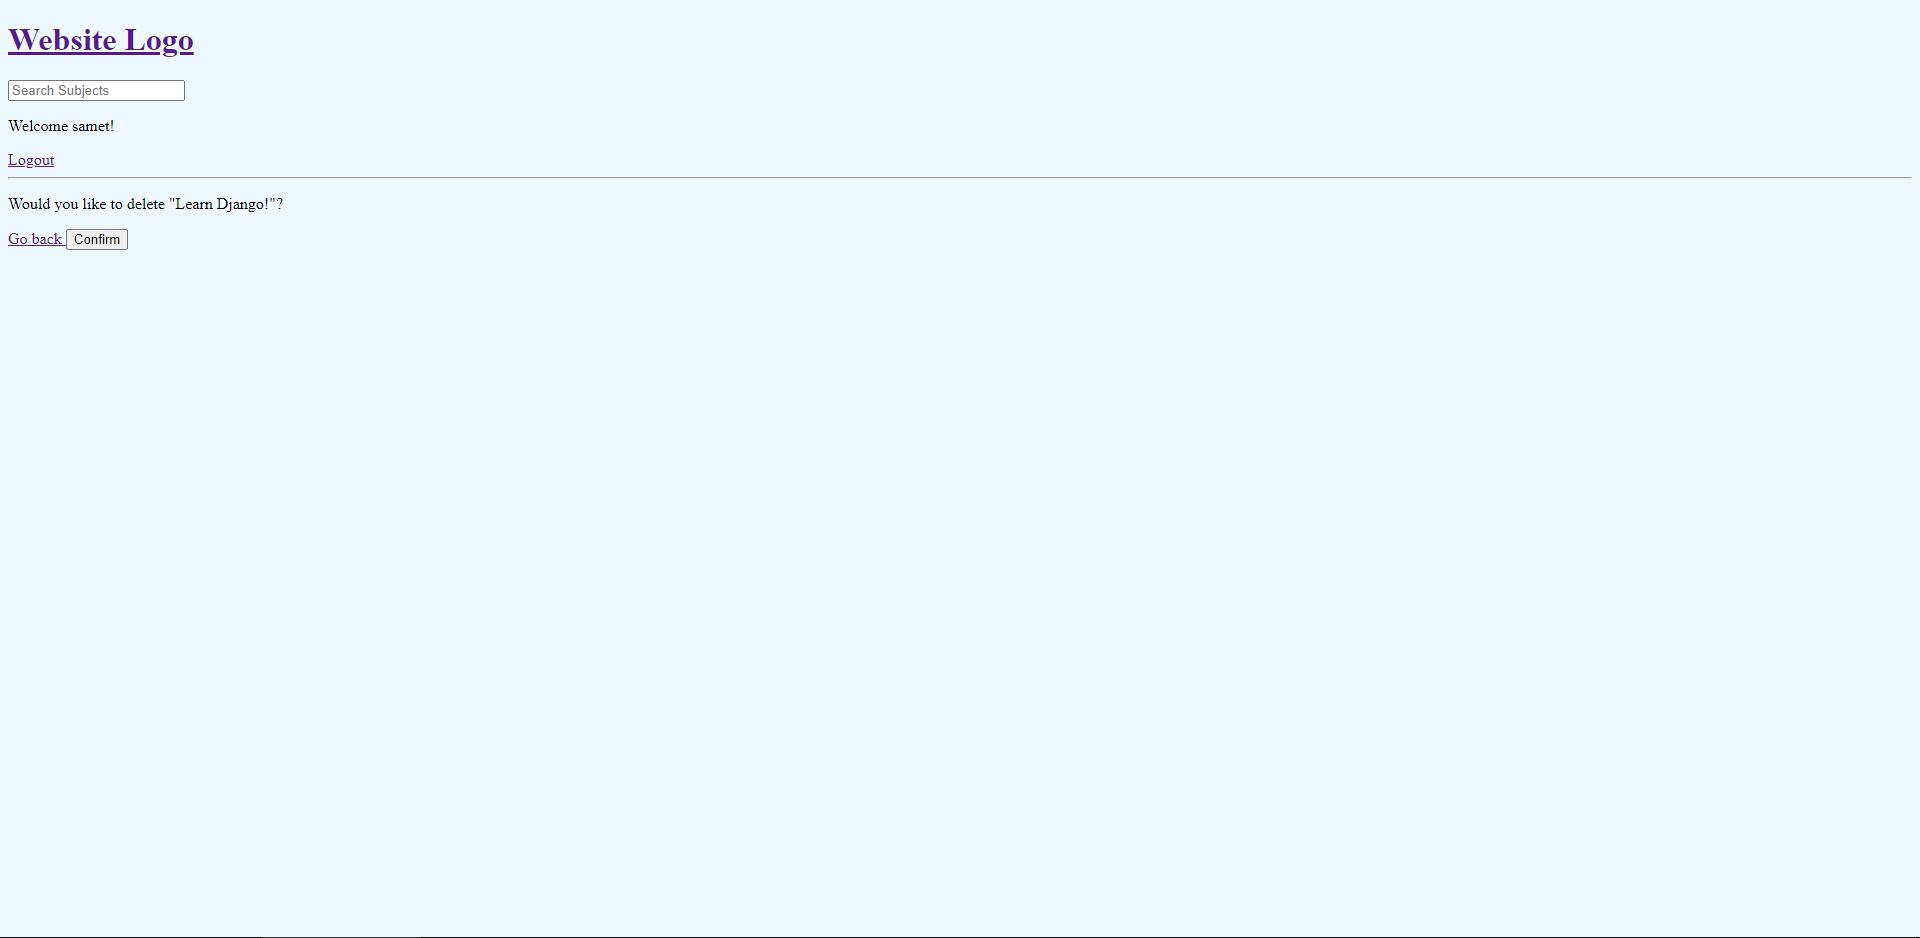 Website Logo
Search Subjects
Welcome samet!
Logout
Would you like to delete "Learn Django!"?
Go back Confirm